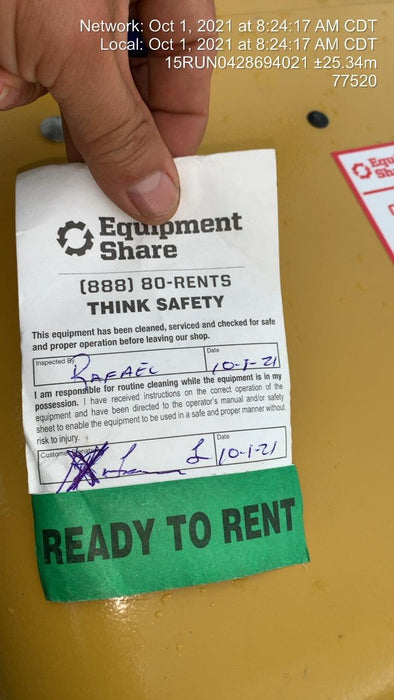 Network: Oct 1, 2021 at 8:24:17 AM CDT
Local: Oct 1, 2021 at 8:24:17 AM CDT
15RUN0428694021 ±25.34m
77520
Equipment
Share
(888) 80-RENTS
THINK SAFETY
This equipment has been cleaned, serviced and checked for safe
and proper operation before leaving our shop.
Inspected By
Date
RAFAEL
10-1-21
I am responsible for routine cleaning while the equipment is in my
possession. I have received instructions on the correct operation of the
equipment and have been directed to the operator's manual and/or safety
sheet to enable the equipment to be used in a safe and proper manner without
risk to injury.
Date
10-1-21
READY TO RENT